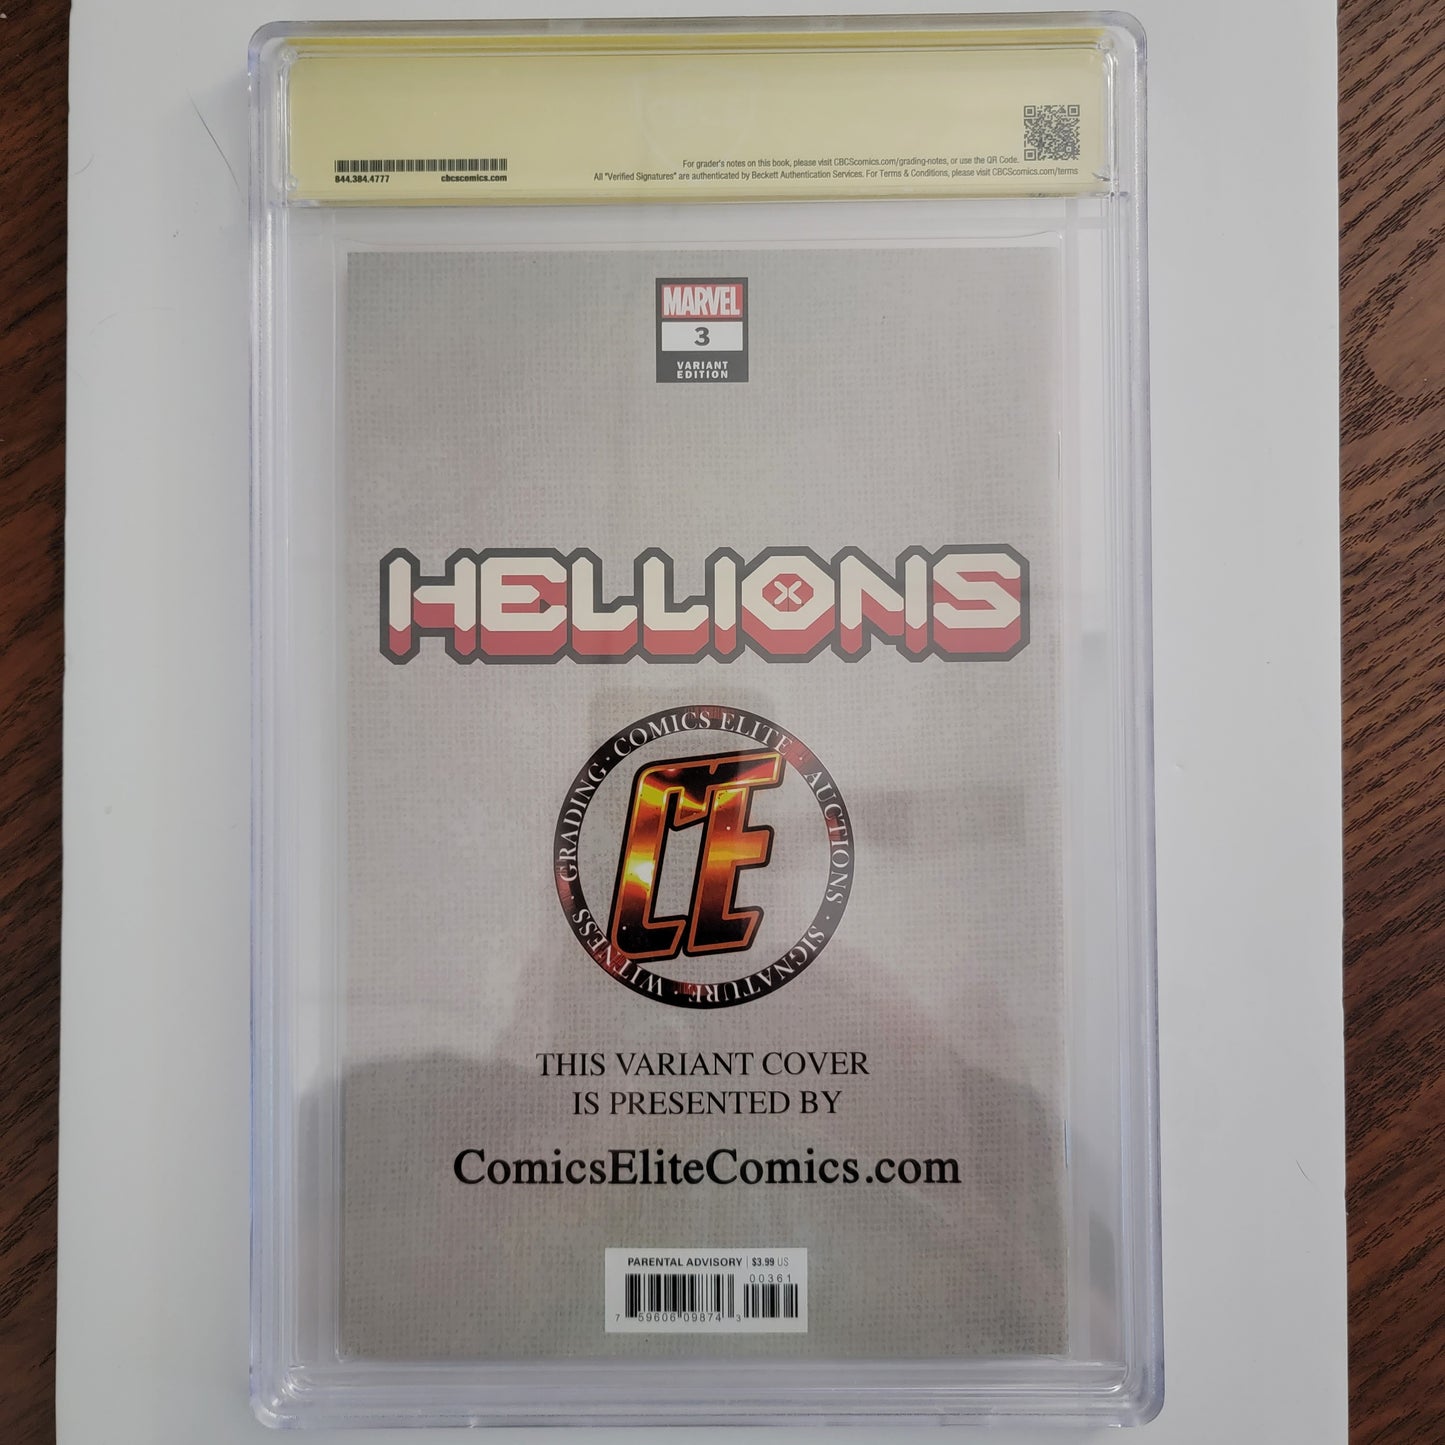 For grader's notes on this book, please visit CBCScomics.com/grading-notes, or use the QR Code.
All "Verified Signatures" are authenticated by Beckett Authentication Services. For Terms & Conditions, please visit CBCScomics.com/terms
844.384.4777 cbcscomics.com
MARVEL
3
VARIANT
EDITION
HELLIONS
COMICS ELITE · AUCTIONS · SIGNATURE · WITNESS · GRADING ·
CE
THIS VARIANT COVER
IS PRESENTED BY
ComicsEliteComics.com
PARENTAL ADVISORY $3.99 US
00361
7 59606 09874 3